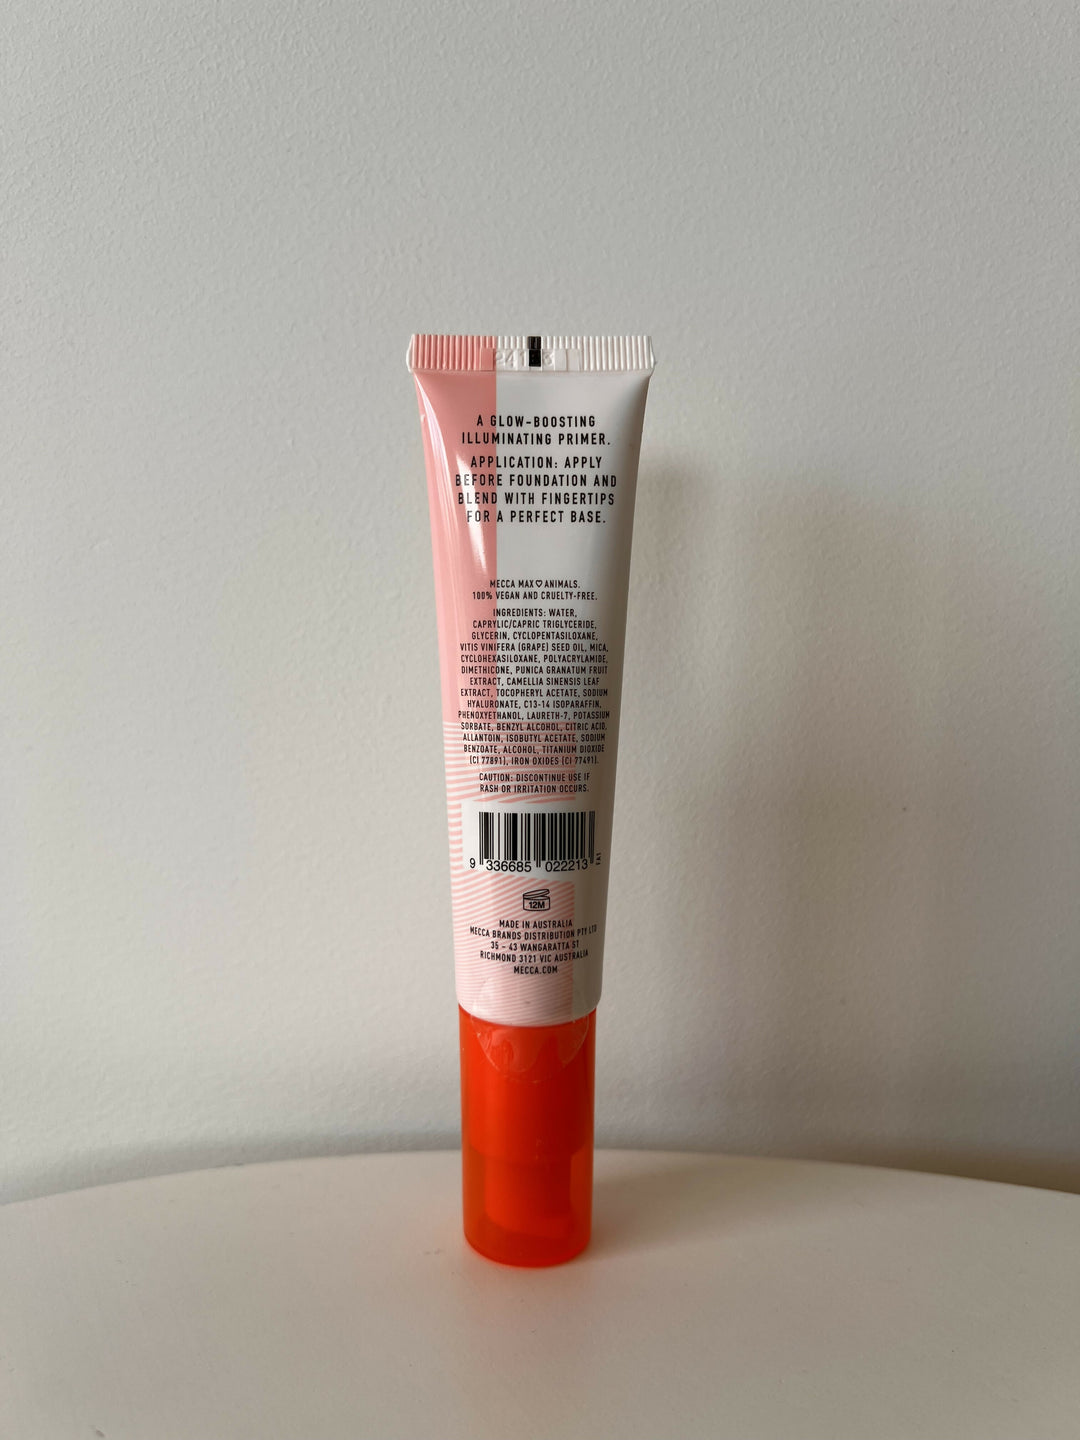 A GLOW-BOOSTING
ILLUMINATING PRIMER.
APPLICATION: APPLY
BEFORE FOUNDATION AND
BLEND WITH FINGERTIPS
FOR A PERFECT BASE.
MECCA MAX ♡ ANIMALS.
100% VEGAN AND CRUELTY-FREE.
INGREDIENTS: WATER,
CAPRYLIC/CAPRIC TRIGLYCERIDE,
GLYCERIN, CYCLOPENTASILOXANE,
VITIS VINIFERA (GRAPE) SEED OIL, MICA,
CYCLOHEXASILOXANE, POLYACRYLAMIDE,
DIMETHICONE, PUNICA GRANATUM FRUIT
EXTRACT, CAMELLIA SINENSIS LEAF
EXTRACT, TOCOPHERYL ACETATE, SODIUM
HYALURONATE, C13-14 ISOPARAFFIN,
PHENOXYETHANOL, LAURETH-7, POTASSIUM
SORBATE, BENZYL ALCOHOL, CITRIC ACID,
ALLANTOIN, ISOBUTYL ACETATE, SODIUM
BENZOATE, ALCOHOL, TITANIUM DIOXIDE
(CI 77891), IRON OXIDES (CI 77491).
CAUTION: DISCONTINUE USE IF
RASH OR IRRITATION OCCURS.
9 336685 022213
FA1
12M
MADE IN AUSTRALIA
MECCA BRANDS DISTRIBUTION PTY LTD
35 – 43 WANGARATTA ST
RICHMOND 3121 VIC AUSTRALIA
MECCA.COM